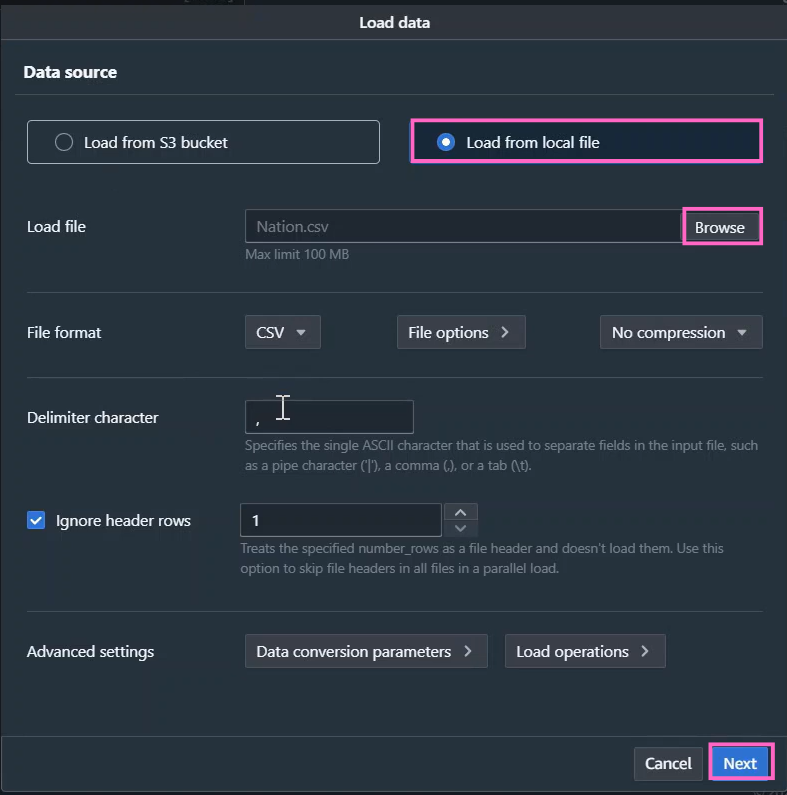 Load data
Data source
Load from S3 bucket
Load from local file
Load file
Nation.csv
Browse
Max limit 100 MB
File format
CSV
File options
No compression
Delimiter character
,
Specifies the single ASCII character that is used to separate fields in the input file, such
as a pipe character ('|'), a comma (,), or a tab (\t).
Ignore header rows
1
Treats the specified number_rows as a file header and doesn't load them. Use this
option to skip file headers in all files in a parallel load.
Advanced settings
Data conversion parameters
Load operations
Cancel
Next